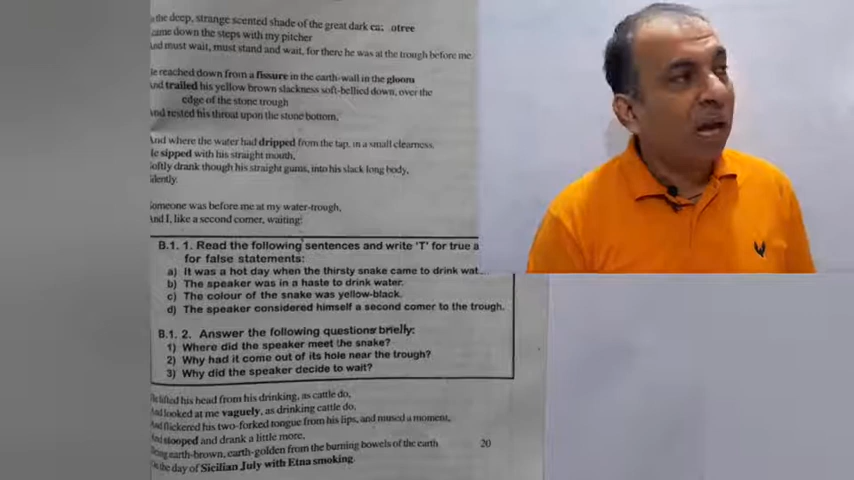 the deep, strange scented shade of the great dark
came down the steps with my pitcher
And must wait, must stand and wait, for there he was at the trough before me.
He reached down from a fissure in the earth-wall in the gloom
And trailed his yellow brown slackness soft-bellied down, over the
edge of the stone trough
And rested his throat upon the stone bottom,
And where the water had dripped from the tap, in a small clearness,
He sipped with his straight mouth,
Softly drank though his straight gums, into his slack long body,
silently.
Someone was before me at my water-trough,
And I, like a second comer, waiting:
B.1. 1. Read the following sentences and write 'T' for true a
for false statements:
a) It was a hot day when the thirsty snake came to drink wat
b) The speaker was in a haste to drink water.
c) The colour of the snake was yellow-black.
d) The speaker considered himself a second comer to the trough.
B.1. 2. Answer the following questions briefly:
1) Where did the speaker meet the snake?
2) Why had it come out of its hole near the trough?
3) Why did the speaker decide to wait?
He lifted his head from his drinking, as cattle do,
And looked at me vaguely, as drinking cattle do,
And flickered his two-forked tongue from his lips, and mused a moment,
And stooped and drank a little more,
Being earth-brown, earth-golden from the burning bowels of the earth
On the day of Sicilian July with Etna smoking.
20